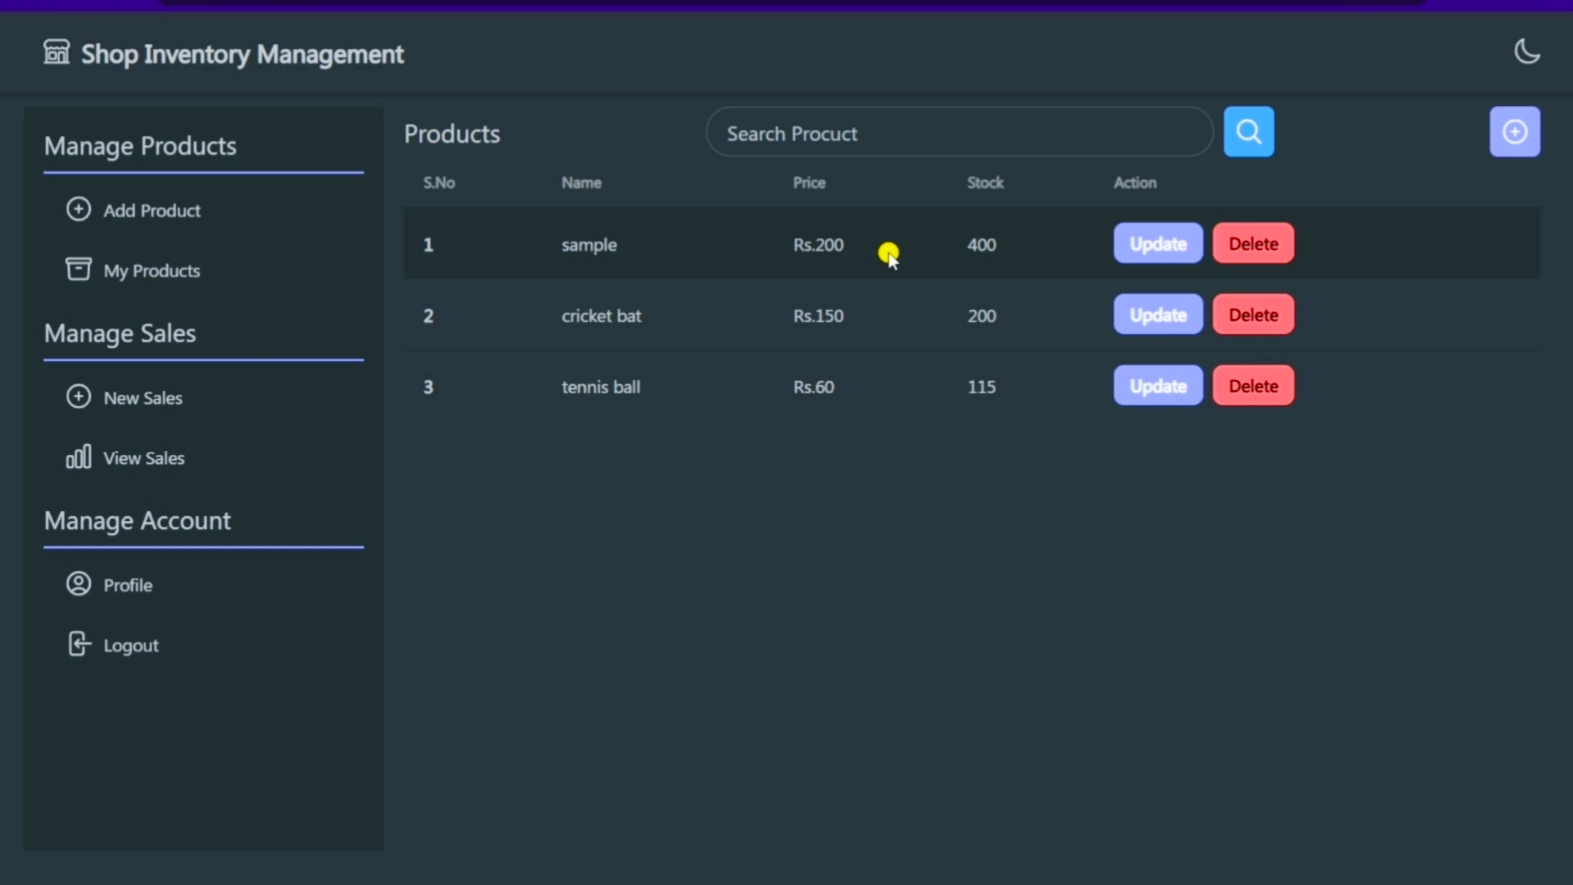 Shop Inventory Management
Manage Products
Add Product
My Products
Manage Sales
New Sales
View Sales
Manage Account
Profile
Logout
Products
Search Procuct
S.No Name Price Stock Action
1 sample Rs.200 400 Update Delete
2 cricket bat Rs.150 200 Update Delete
3 tennis ball Rs.60 115 Update Delete